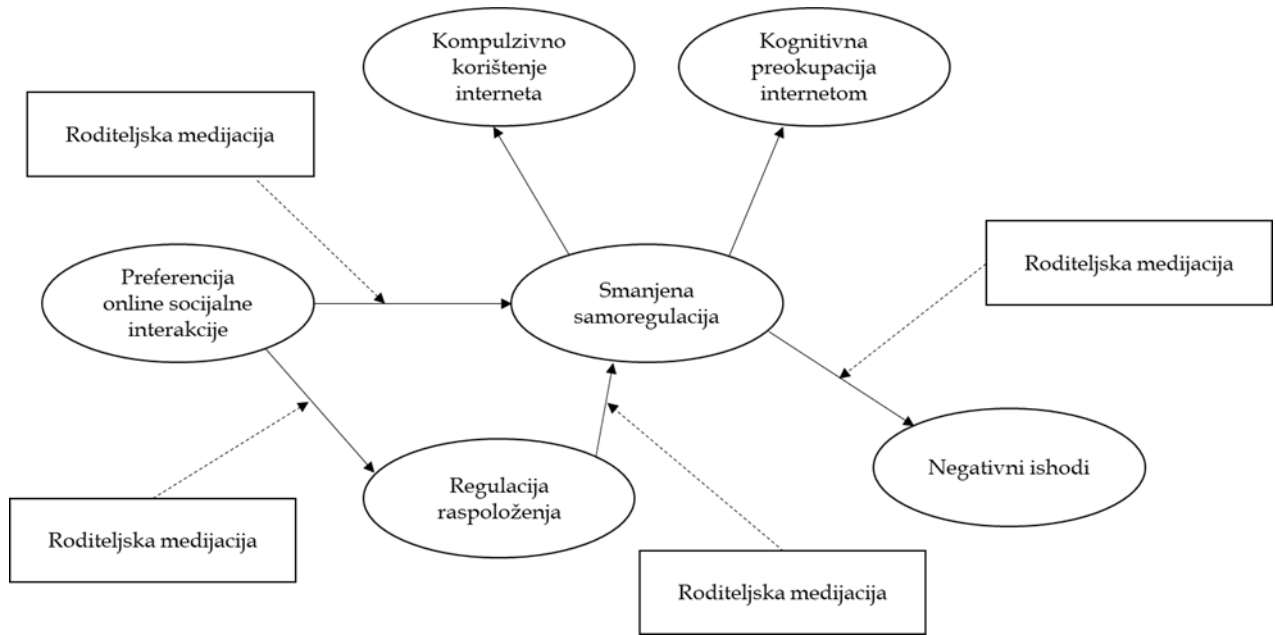 Kompulzivno
korištenje
interneta
Kognitivna
preokupacija
internetom
Roditeljska medijacija
Preferencija
online socijalne
interakcije
Smanjena
samoregulacija
Roditeljska medijacija
Regulacija
raspoloženja
Negativni ishodi
Roditeljska medijacija
Roditeljska medijacija